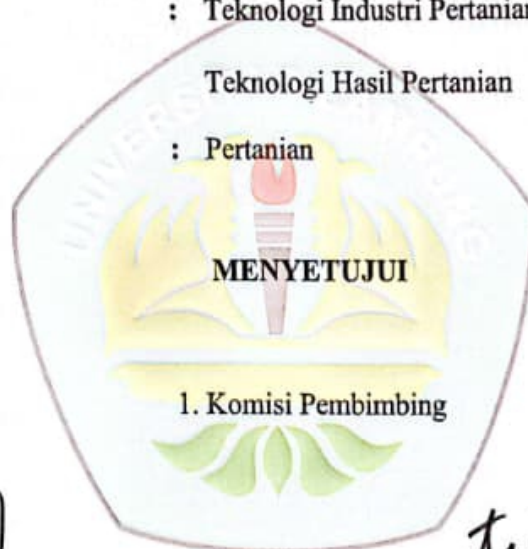 : Teknologi Industri Pertanian
Teknologi Hasil Pertanian
: Pertanian
MENYETUJUI
1. Komisi Pembimbing